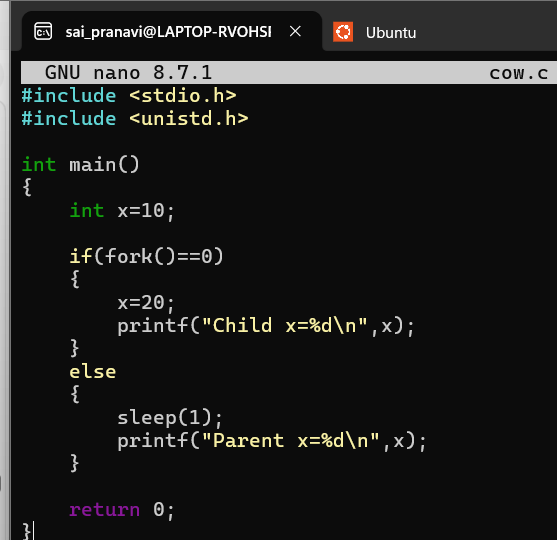 sai_pranavi@LAPTOP-RVOHSI
Ubuntu
GNU nano 8.7.1 cow.c
#include <stdio.h>
#include <unistd.h>
int main()
{
    int x=10;
    if(fork()==0)
    {
        x=20;
        printf("Child x=%d\n",x);
    }
    else
    {
        sleep(1);
        printf("Parent x=%d\n",x);
    }
    return 0;
}